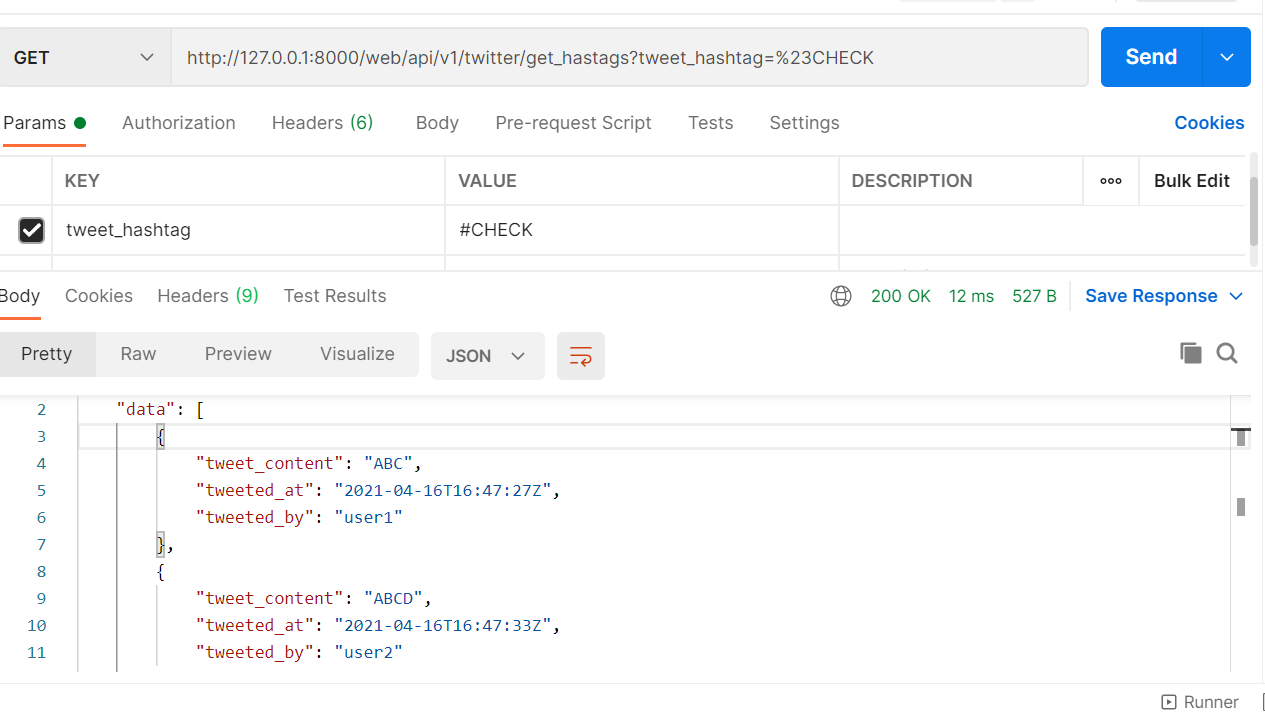 GET http://127.0.0.1:8000/web/api/v1/twitter/get_hastags?tweet_hashtag=%23CHECK Send
Params Authorization Headers (6) Body Pre-request Script Tests Settings Cookies
KEY VALUE DESCRIPTION ooo Bulk Edit
tweet_hashtag #CHECK
Body Cookies Headers (9) Test Results 200 OK 12 ms 527 B Save Response
Pretty Raw Preview Visualize JSON
2 "data": [
3 {
4 "tweet_content": "ABC",
5 "tweeted_at": "2021-04-16T16:47:27Z",
6 "tweeted_by": "user1"
7 },
8 {
9 "tweet_content": "ABCD",
10 "tweeted_at": "2021-04-16T16:47:33Z",
11 "tweeted_by": "user2"
Runner